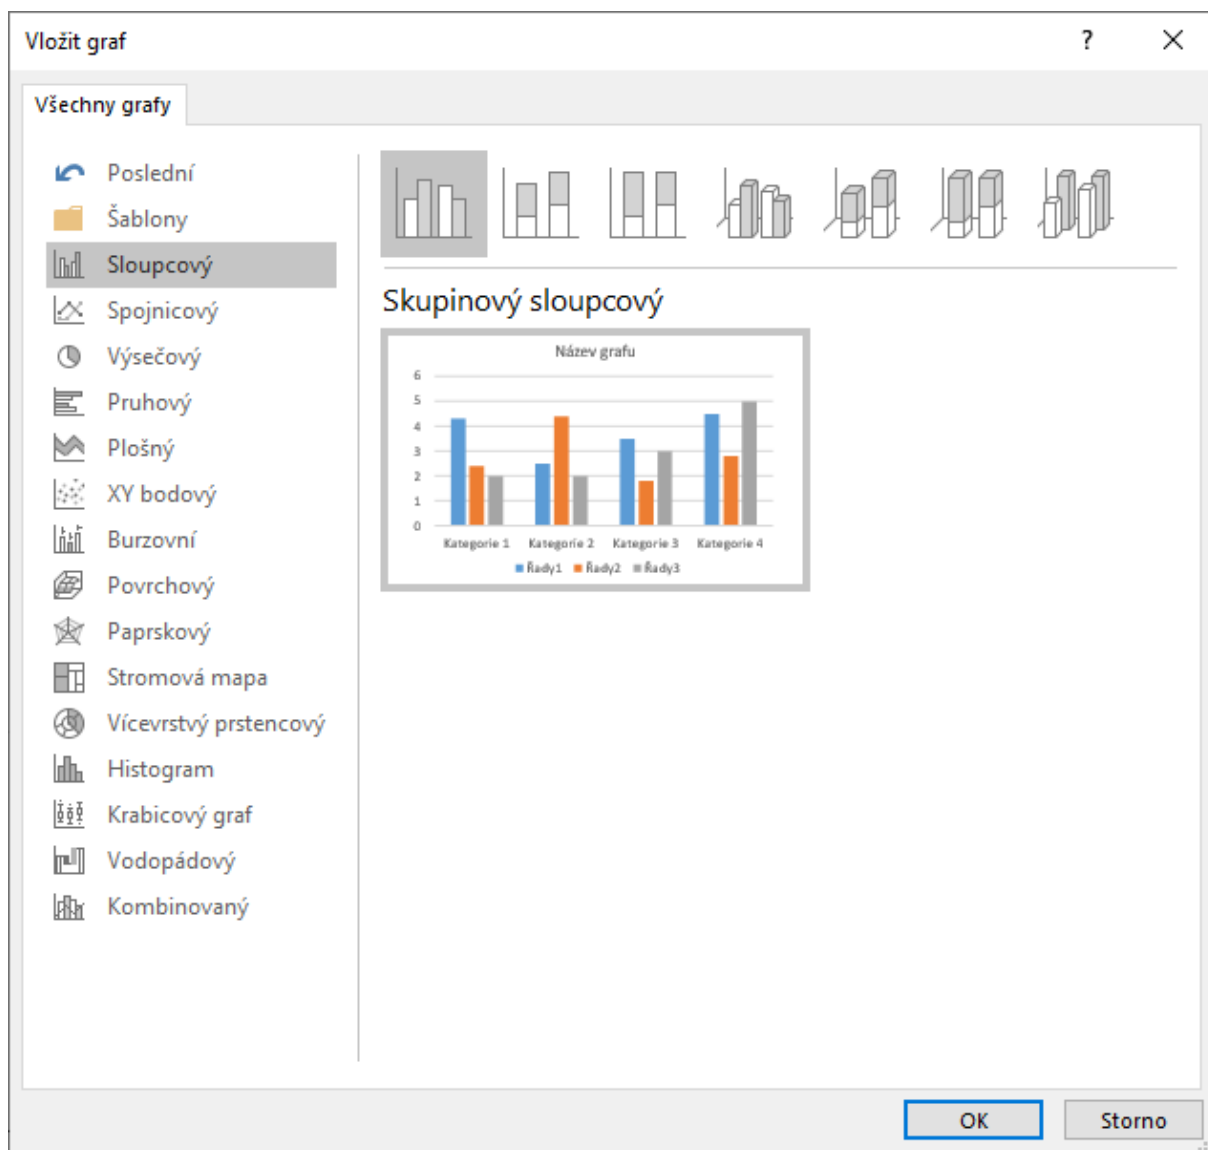 Vložit graf
?
Všechny grafy
Poslední
Šablony
Sloupcový
Spojnicový
Výsečový
Pruhový
Plošný
XY bodový
Burzovní
Povrchový
Paprskový
Stromová mapa
Vícevrstvý prstencový
Histogram
Krabicový graf
Vodopádový
Kombinovaný
Skupinový sloupcový
Název grafu
6
5
4
3
2
1
0
Kategorie 1 Kategorie 2 Kategorie 3 Kategorie 4
Řady1 Řady2 Řady3
OK Storno